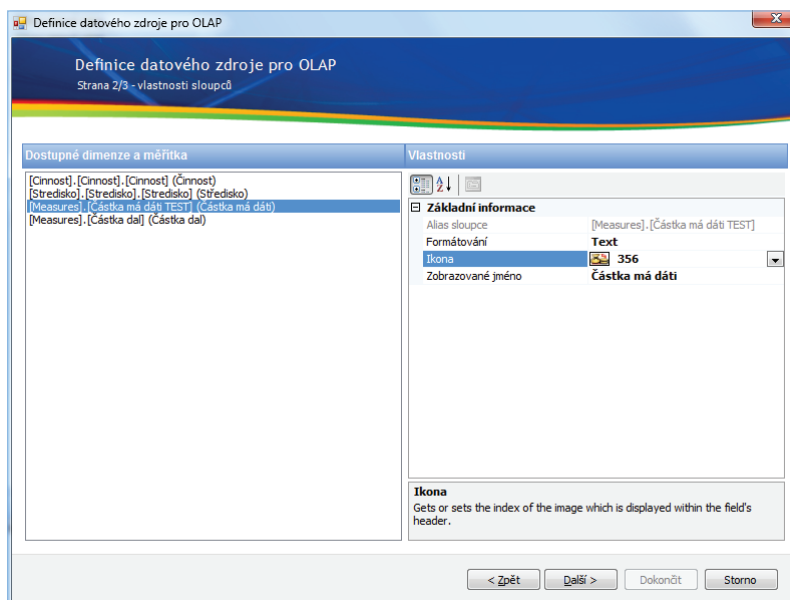 Definice datového zdroje pro OLAP
Definice datového zdroje pro OLAP
Strana 2/3 - vlastnosti sloupců
Dostupné dimenze a měřítka
[Cinnost].[Cinnost].[Cinnost] (Činnost)
[Stredisko].[Stredisko].[Stredisko] (Středisko)
[Measures].[Částka má dáti TEST] (Částka má dáti)
[Measures].[Částka dal] (Částka dal)
Vlastnosti
Základní informace
Alias sloupce [Measures].[Částka má dáti TEST]
Formátování Text
Ikona 356
Zobrazované jméno Částka má dáti
Ikona
Gets or sets the index of the image which is displayed within the field's
header.
< Zpět Další > Dokončit Storno